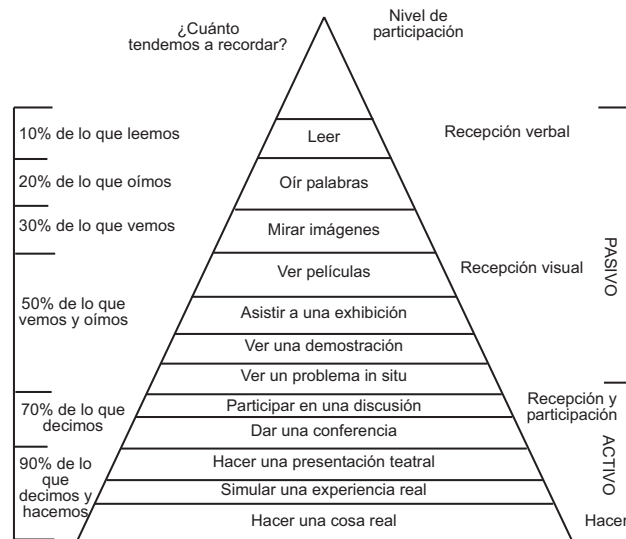 ¿Cuánto
tendemos a recordar?
Nivel de
participación
10% de lo que leemos
Leer
Recepción verbal
20% de lo que oímos
Oír palabras
30% de lo que vemos
Mirar imágenes
PASIVO
50% de lo que
vemos y oímos
Ver películas
Recepción visual
Asistir a una exhibición
Ver una demostración
Ver un problema in situ
70% de lo que
decimos
Participar en una discusión
Dar una conferencia
Recepción y
participación
ACTIVO
90% de lo
que
decimos y
hacemos
Hacer una presentación teatral
Simular una experiencia real
Hacer una cosa real
Hacer